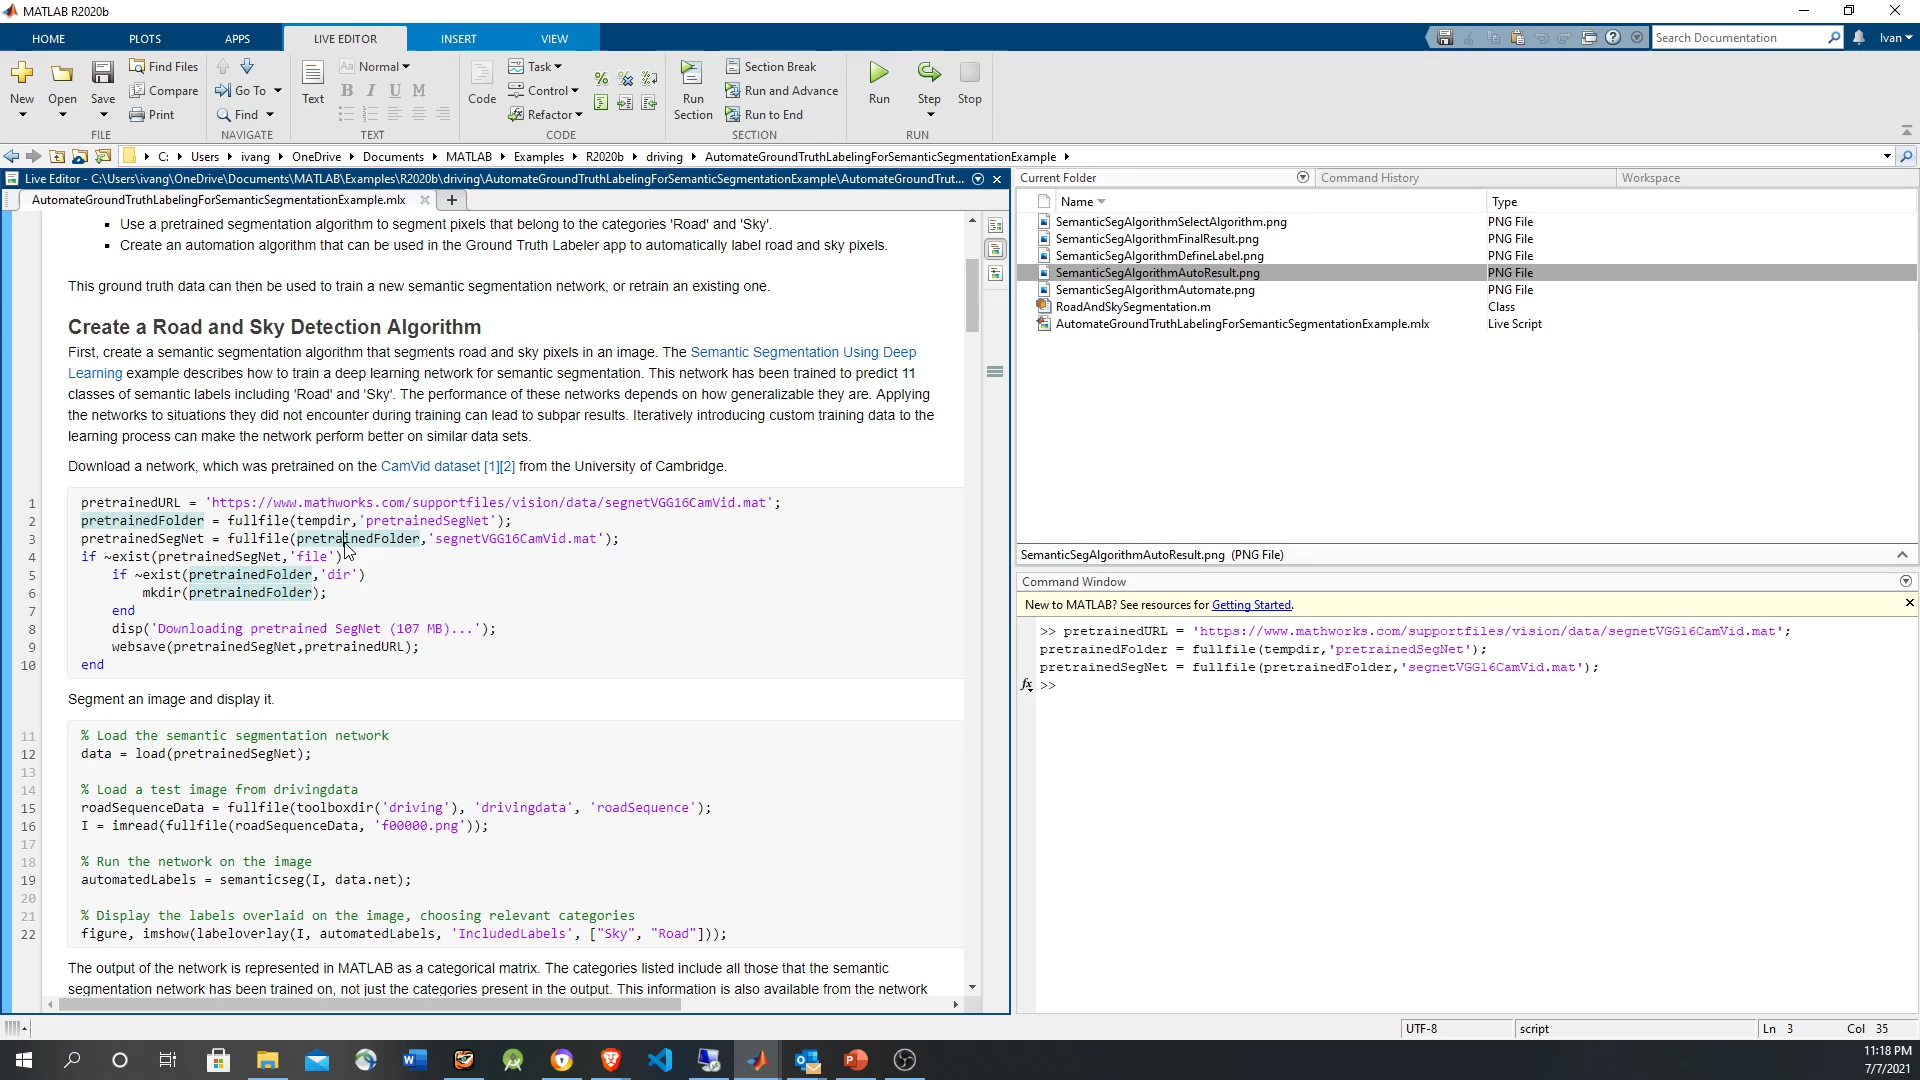 MATLAB R2020b
HOME PLOTS APPS LIVE EDITOR INSERT VIEW
Search Documentation
Ivan
New
Open
Save
Find Files
Compare
Print
FILE
Go To
Find
NAVIGATE
Text
Aa Normal
B I U M
TEXT
Code
Task
Control
Refactor
CODE
Run
Section
Section Break
Run and Advance
Run to End
SECTION
Run
Step
Stop
RUN
C: Users ivang OneDrive Documents MATLAB Examples R2020b driving AutomateGroundTruthLabelingForSemanticSegmentationExample
Live Editor - C:\Users\ivang\OneDrive\Documents\MATLAB\Examples\R2020b\driving\AutomateGroundTruthLabelingForSemanticSegmentationExample\AutomateGroundTrut...
AutomateGroundTruthLabelingForSemanticSegmentationExample.mlx
Use a pretrained segmentation algorithm to segment pixels that belong to the categories 'Road' and 'Sky'.
Create an automation algorithm that can be used in the Ground Truth Labeler app to automatically label road and sky pixels.
This ground truth data can then be used to train a new semantic segmentation network, or retrain an existing one.
Create a Road and Sky Detection Algorithm
First, create a semantic segmentation algorithm that segments road and sky pixels in an image. The Semantic Segmentation Using Deep
Learning example describes how to train a deep learning network for semantic segmentation. This network has been trained to predict 11
classes of semantic labels including 'Road' and 'Sky'. The performance of these networks depends on how generalizable they are. Applying
the networks to situations they did not encounter during training can lead to subpar results. Iteratively introducing custom training data to the
learning process can make the network perform better on similar data sets.
Download a network, which was pretrained on the CamVid dataset [1][2] from the University of Cambridge.
1 pretrainedURL = 'https://www.mathworks.com/supportfiles/vision/data/segnetVGG16CamVid.mat';
2 pretrainedFolder = fullfile(tempdir,'pretrainedSegNet');
3 pretrainedSegNet = fullfile(pretrainedFolder,'segnetVGG16CamVid.mat');
4 if ~exist(pretrainedSegNet,'file')
5 if ~exist(pretrainedFolder,'dir')
6 mkdir(pretrainedFolder);
7 end
8 disp('Downloading pretrained SegNet (107 MB)...');
9 websave(pretrainedSegNet,pretrainedURL);
10 end
Segment an image and display it.
11 % Load the semantic segmentation network
12 data = load(pretrainedSegNet);
13
14 % Load a test image from drivingdata
15 roadSequenceData = fullfile(toolboxdir('driving'), 'drivingdata', 'roadSequence');
16 I = imread(fullfile(roadSequenceData, 'f00000.png'));
17
18 % Run the network on the image
19 automatedLabels = semanticseg(I, data.net);
20
21 % Display the labels overlaid on the image, choosing relevant categories
22 figure, imshow(labeloverlay(I, automatedLabels, 'IncludedLabels', ["Sky", "Road"]));
The output of the network is represented in MATLAB as a categorical matrix. The categories listed include all those that the semantic
segmentation network has been trained on, not just the categories present in the output. This information is also available from the network
Current Folder
Command History
Workspace
Name Type
SemanticSegAlgorithmSelectAlgorithm.png PNG File
SemanticSegAlgorithmFinalResult.png PNG File
SemanticSegAlgorithmDefineLabel.png PNG File
SemanticSegAlgorithmAutoResult.png PNG File
SemanticSegAlgorithmAutomate.png PNG File
RoadAndSkySegmentation.m Class
AutomateGroundTruthLabelingForSemanticSegmentationExample.mlx Live Script
SemanticSegAlgorithmAutoResult.png (PNG File)
Command Window
New to MATLAB? See resources for Getting Started.
>> pretrainedURL = 'https://www.mathworks.com/supportfiles/vision/data/segnetVGG16CamVid.mat';
pretrainedFolder = fullfile(tempdir,'pretrainedSegNet');
pretrainedSegNet = fullfile(pretrainedFolder,'segnetVGG16CamVid.mat');
fx >>
UTF-8 script Ln 3 Col 35
11:18 PM
7/7/2021